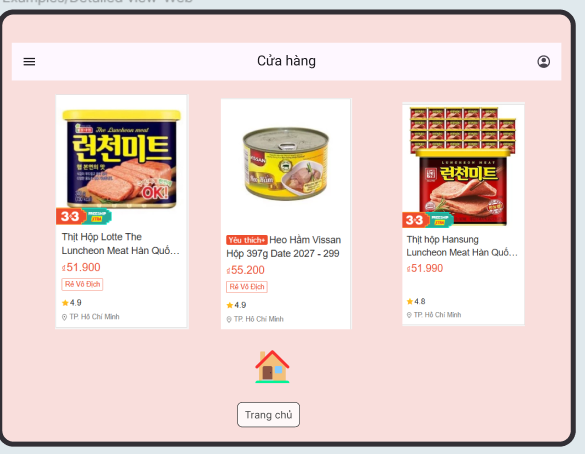 Examples/Detailed View-Web
Cửa hàng
The Luncheon meat
런천미트
OK!
3·3
Thịt Hộp Lotte The
Luncheon Meat Hàn Quố...
₫51.900
Rẻ Vô Địch
4.9
TP. Hồ Chí Minh
VISSAN
Yêu thích+ Heo Hầm Vissan
Hộp 397g Date 2027 - 299
₫55.200
Rẻ Vô Địch
4.9
TP. Hồ Chí Minh
LUNCHEON MEAT
런천미트
3·3
Thịt hộp Hansung
Luncheon Meat Hàn Quố...
₫51.990
4.8
TP. Hồ Chí Minh
Trang chủ